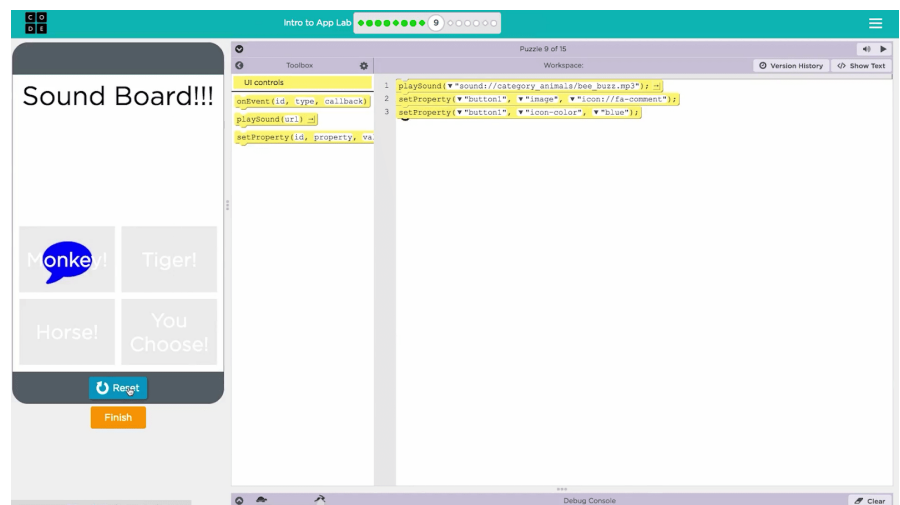 C O
D E
Intro to App Lab
9
Puzzle 9 of 15
Toolbox
Workspace:
Version History
</> Show Text
Sound Board!!!
UI controls
onEvent(id, type, callback)
playSound(url)
setProperty(id, property, va
1 playSound(▼"sound://category_animals/bee_buzz.mp3");
2 setProperty(▼"button1", ▼"image", ▼"icon://fa-comment");
3 setProperty(▼"button1", ▼"icon-color", ▼"blue");
Monkey!
Tiger!
Horse!
You
Choose!
Reset
Finish
Debug Console
Clear